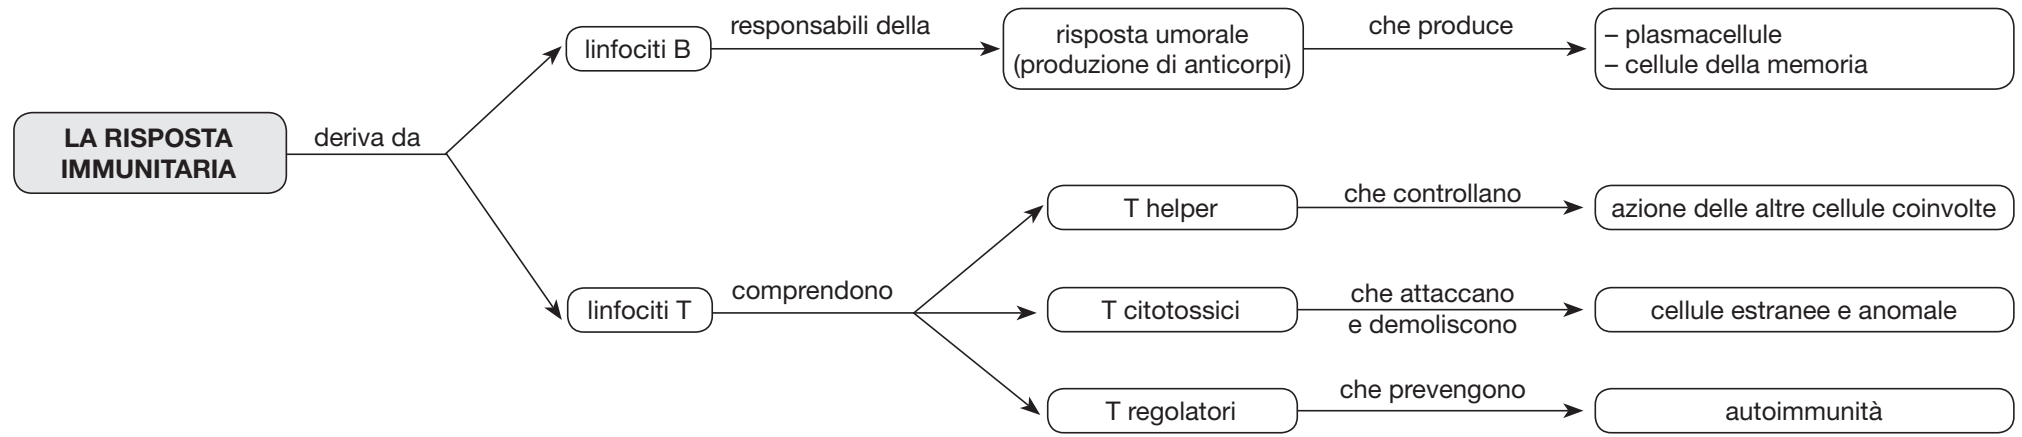 LA RISPOSTA
IMMUNITARIA
deriva da
linfociti B
responsabili della
risposta umorale
(produzione di anticorpi)
che produce
– plasmacellule
– cellule della memoria
linfociti T
comprendono
T helper
che controllano
azione delle altre cellule coinvolte
T citotossici
che attaccano
e demoliscono
cellule estranee e anomale
T regolatori
che prevengono
autoimmunità